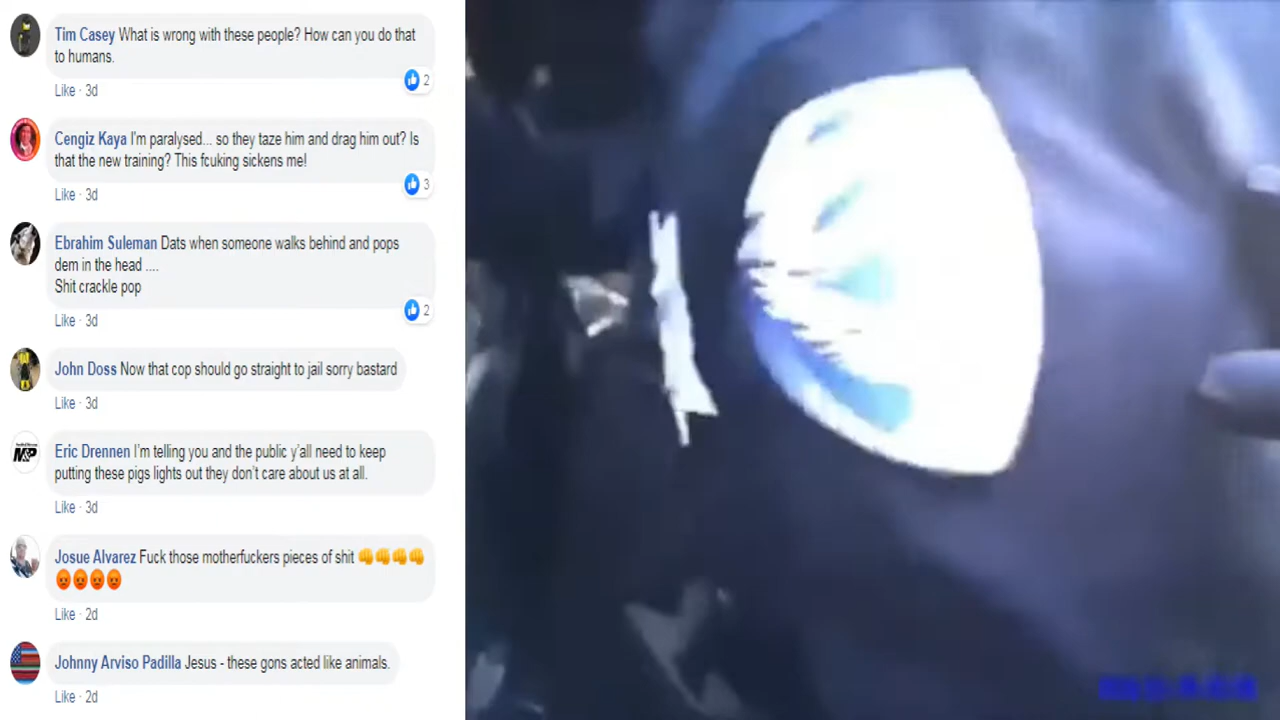 Tim Casey What is wrong with these people? How can you do that
to humans.
2
Like · 3d
Cengiz Kaya I'm paralysed... so they taze him and drag him out? Is
that the new training? This fcuking sickens me!
3
Like · 3d
Ebrahim Suleman Dats when someone walks behind and pops
dem in the head ....
Shit crackle pop
2
Like · 3d
John Doss Now that cop should go straight to jail sorry bastard
Like · 3d
M&P
Eric Drennen I'm telling you and the public y'all need to keep
putting these pigs lights out they don't care about us at all.
Like · 3d
Josue Alvarez Fuck those motherfuckers pieces of shit 👊👊👊👊
😡😡😡😡
Like · 2d
Johnny Arviso Padilla Jesus - these gons acted like animals.
Like · 2d